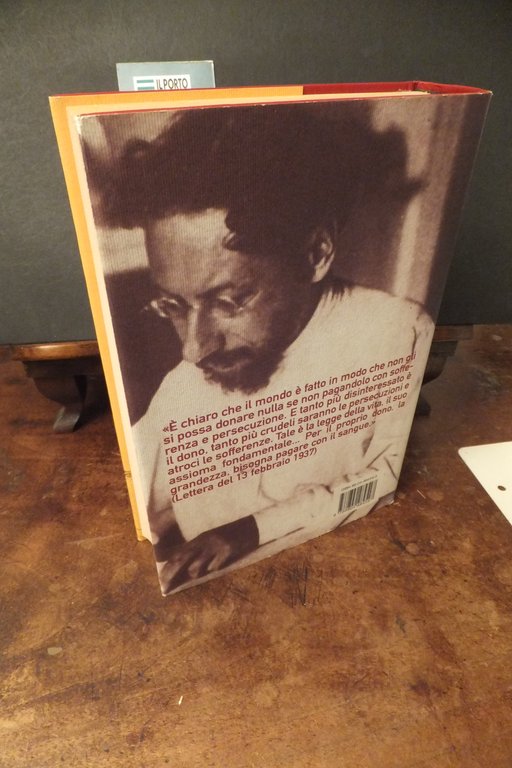 IL PORTO
«È chiaro che il mondo è fatto in modo che non gli
si possa donare nulla se non pagandolo con soffe-
renza e persecuzione. E tanto più disinteressato è
il dono, tanto più crudeli saranno le persecuzioni e
atroci le sofferenze. Tale è la legge della vita, il suo
assioma fondamentale... Per il proprio dono, la
grandezza, bisogna pagare con il sangue.»
(Lettera del 13 febbraio 1937)